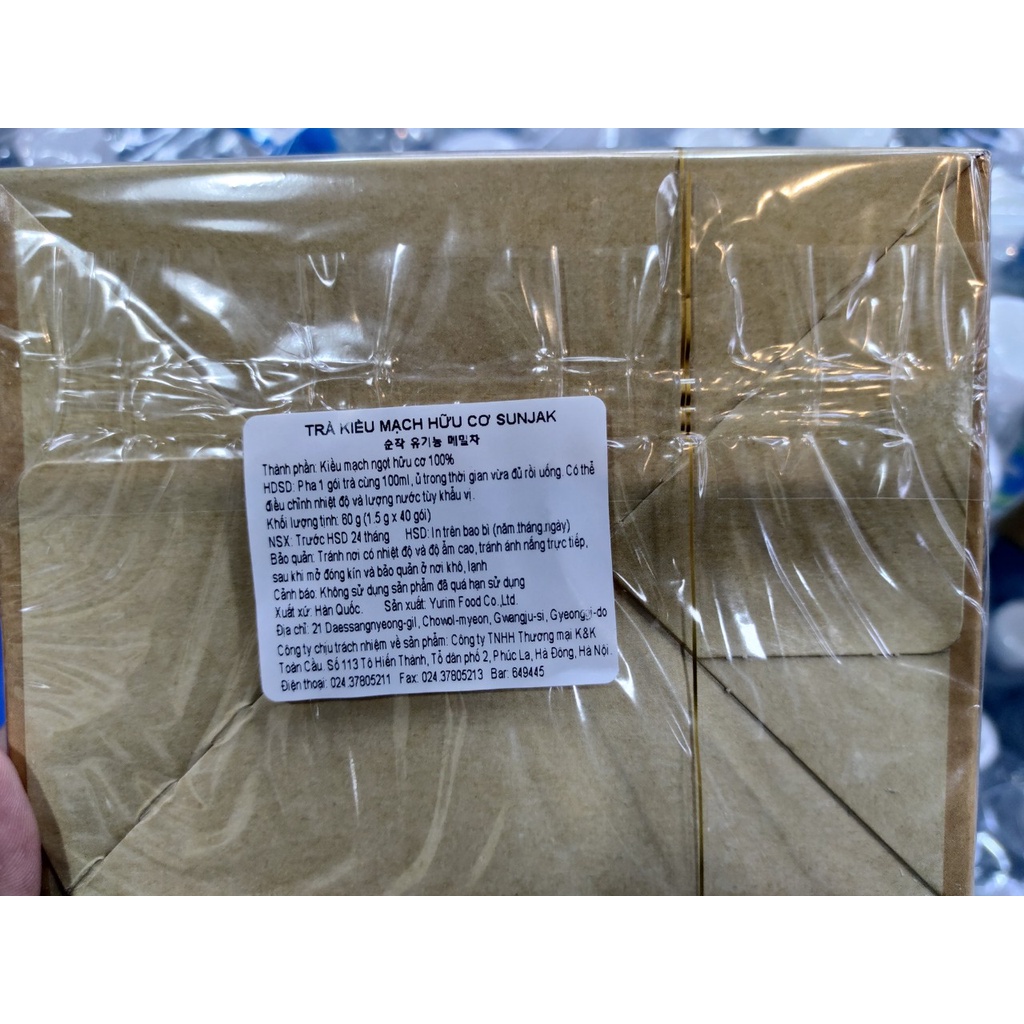 TRÀ KIỀU MẠCH HỮU CƠ SUNJAK
순작 유기농 메밀차
Thành phần: Kiều mạch ngọt hữu cơ 100%
HDSD: Pha 1 gói trà cùng 100ml, ủ trong thời gian vừa đủ rồi uống. Có thể
điều chỉnh nhiệt độ và lượng nước tùy khẩu vị.
Khối lượng tịnh: 60 g (1.5 g x 40 gói)
NSX: Trước HSD 24 tháng HSD: In trên bao bì (năm.tháng.ngày)
Bảo quản: Tránh nơi có nhiệt độ và độ ẩm cao, tránh ánh nắng trực tiếp,
sau khi mở đóng kín và bảo quản ở nơi khô, lạnh
Cảnh báo: Không sử dụng sản phẩm đã quá hạn sử dụng
Xuất xứ: Hàn Quốc. Sản xuất: Yurim Food Co.,Ltd.
Địa chỉ: 21 Daessangnyeong-gil, Chowol-myeon, Gwangju-si, Gyeonggi-do
Công ty chịu trách nhiệm về sản phẩm: Công ty TNHH Thương mại K&K
Toàn Cầu. Số 113 Tô Hiến Thành, Tổ dân phố 2, Phúc La, Hà Đông, Hà Nội.
Điện thoại: 024.37805211 Fax: 024.37805213 Bar: 649445